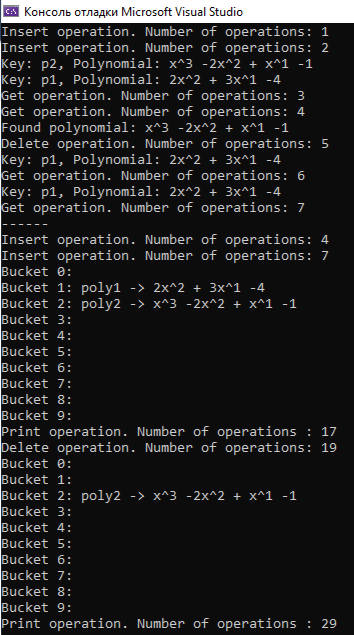 Консоль отладки Microsoft Visual Studio
Insert operation. Number of operations: 1
Insert operation. Number of operations: 2
Key: p2, Polynomial: x^3 -2x^2 + x^1 -1
Key: p1, Polynomial: 2x^2 + 3x^1 -4
Get operation. Number of operations: 3
Get operation. Number of operations: 4
Found polynomial: x^3 -2x^2 + x^1 -1
Delete operation. Number of operations: 5
Key: p1, Polynomial: 2x^2 + 3x^1 -4
Get operation. Number of operations: 6
Key: p1, Polynomial: 2x^2 + 3x^1 -4
Get operation. Number of operations: 7
------
Insert operation. Number of operations: 4
Insert operation. Number of operations: 7
Bucket 0:
Bucket 1: poly1 -> 2x^2 + 3x^1 -4
Bucket 2: poly2 -> x^3 -2x^2 + x^1 -1
Bucket 3:
Bucket 4:
Bucket 5:
Bucket 6:
Bucket 7:
Bucket 8:
Bucket 9:
Print operation. Number of operations : 17
Delete operation. Number of operations: 19
Bucket 0:
Bucket 1:
Bucket 2: poly2 -> x^3 -2x^2 + x^1 -1
Bucket 3:
Bucket 4:
Bucket 5:
Bucket 6:
Bucket 7:
Bucket 8:
Bucket 9:
Print operation. Number of operations : 29